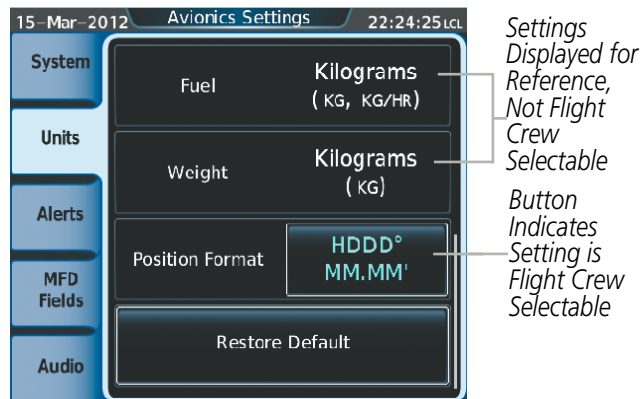 15-Mar-2012 Avionics Settings 22:24:25 LCL
System
Units
Alerts
MFD
Fields
Audio
Fuel
Kilograms
( KG, KG/HR)
Weight
Kilograms
( KG)
Position Format
HDDD°
MM.MM'
Restore Default
Settings
Displayed for
Reference,
Not Flight
Crew
Selectable
Button
Indicates
Setting is
Flight Crew
Selectable